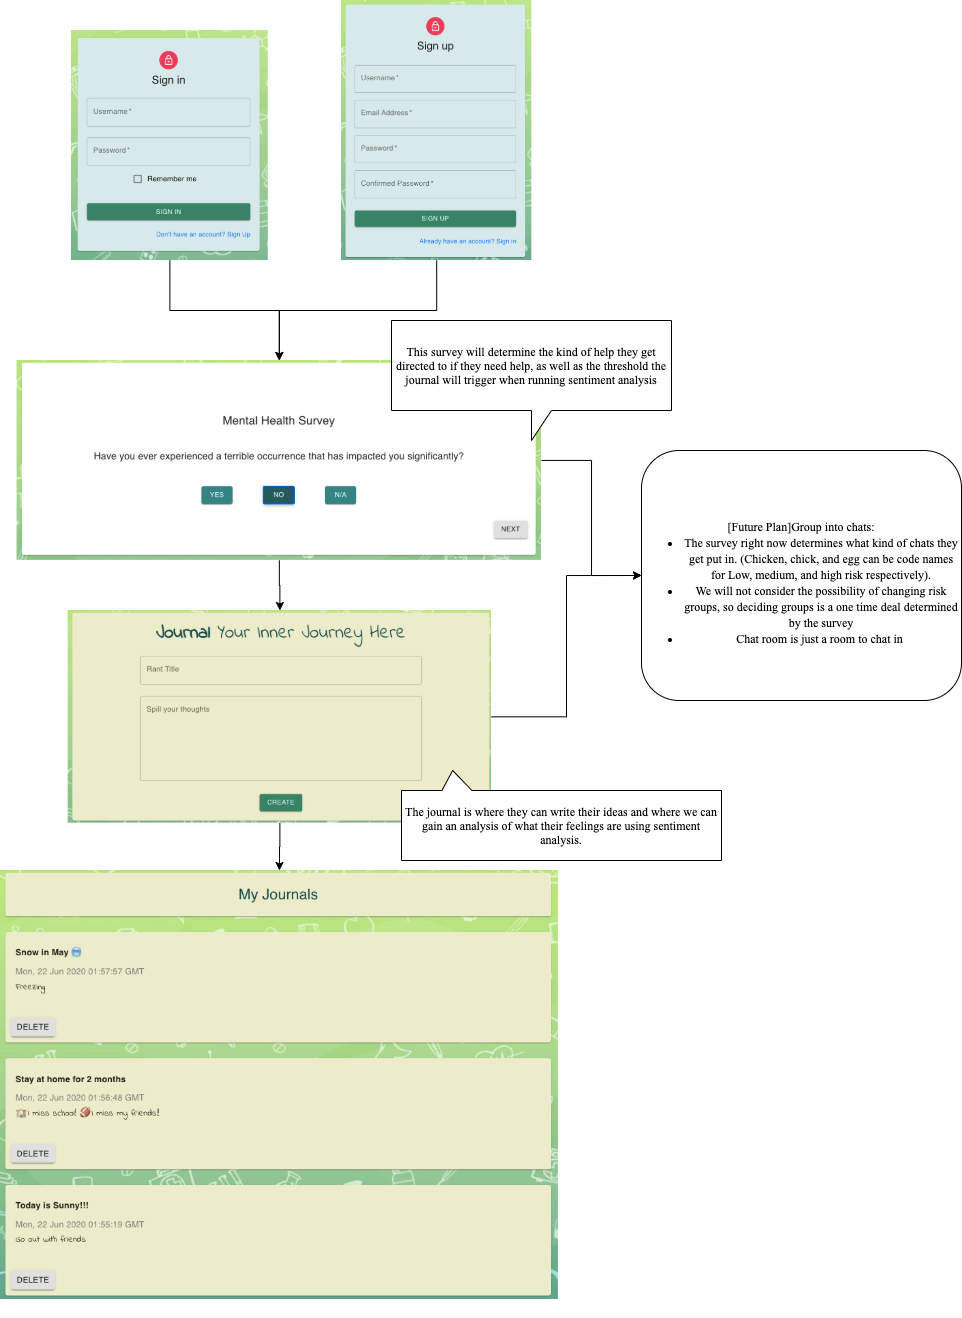 Sign in
Username *
Password *
Remember me
SIGN IN
Don't have an account? Sign Up
Sign up
Username *
Email Address *
Password *
Confirmed Password *
SIGN UP
Already have an account? Sign in
This survey will determine the kind of help they get
directed to if they need help, as well as the threshold the
journal will trigger when running sentiment analysis
Mental Health Survey
Have you ever experienced a terrible occurrence that has impacted you significantly?
YES
NO
N/A
NEXT
[Future Plan]Group into chats:
• The survey right now determines what kind of chats they
get put in. (Chicken, chick, and egg can be code names
for Low, medium, and high risk respectively).
• We will not consider the possibility of changing risk
groups, so deciding groups is a one time deal determined
by the survey
• Chat room is just a room to chat in
Journal Your Inner Journey Here
Rant Title
Spill your thoughts
CREATE
The journal is where they can write their ideas and where we can
gain an analysis of what their feelings are using sentiment
analysis.
My Journals
Snow in May 🥶
Mon, 22 Jun 2020 01:57:57 GMT
Freezing
DELETE
Stay at home for 2 months
Mon, 22 Jun 2020 01:56:48 GMT
🏫I miss school! 🏈I miss my friends!
DELETE
Today is Sunny!!!
Mon, 22 Jun 2020 01:55:19 GMT
Go out with friends
DELETE